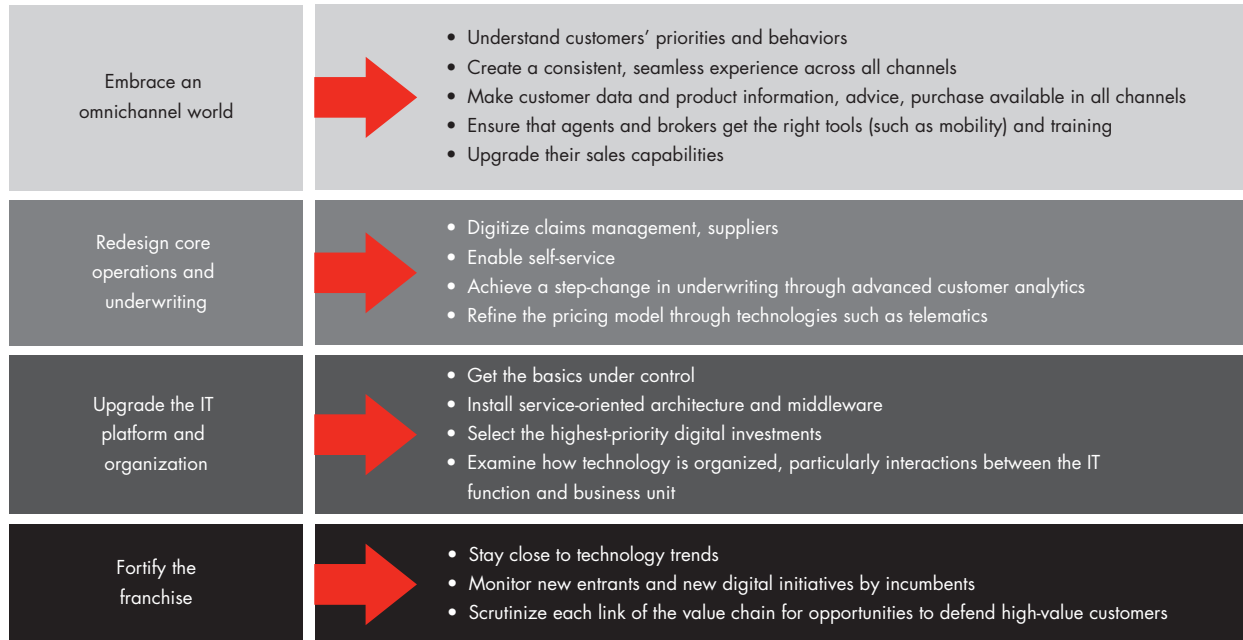 Embrace an
omnichannel world
• Understand customers’ priorities and behaviors
• Create a consistent, seamless experience across all channels
• Make customer data and product information, advice, purchase available in all channels
• Ensure that agents and brokers get the right tools (such as mobility) and training
• Upgrade their sales capabilities
Redesign core
operations and
underwriting
• Digitize claims management, suppliers
• Enable self-service
• Achieve a step-change in underwriting through advanced customer analytics
• Refine the pricing model through technologies such as telematics
Upgrade the IT
platform and
organization
• Get the basics under control
• Install service-oriented architecture and middleware
• Select the highest-priority digital investments
• Examine how technology is organized, particularly interactions between the IT
function and business unit
Fortify the
franchise
• Stay close to technology trends
• Monitor new entrants and new digital initiatives by incumbents
• Scrutinize each link of the value chain for opportunities to defend high-value customers